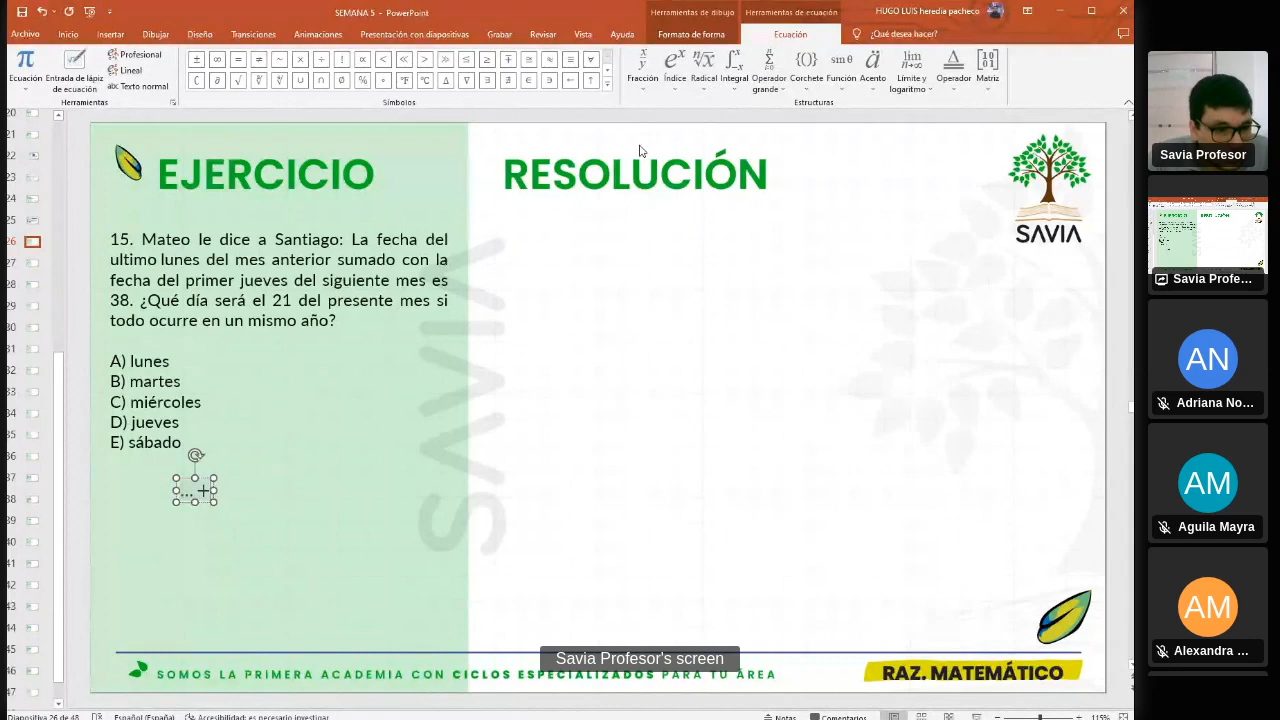 SEMANA 5 - PowerPoint
Herramientas de dibujo
Herramientas de ecuación
HUGO LUIS heredia pacheco
Archivo Inicio Insertar Dibujar Diseño Transiciones Animaciones Presentación con diapositivas Grabar Revisar Vista Ayuda Formato de forma Ecuación ¿Qué desea hacer?
Profesional
Lineal
abc Texto normal
Ecuación
Entrada de lápiz de ecuación
Herramientas
Símbolos
Fracción Índice Radical Integral Operador grande Corchete Función Acento Límite y logaritmo Operador Matriz
Estructuras
EJERCICIO
RESOLUCIÓN
SAVIA
15. Mateo le dice a Santiago: La fecha del
ultimo lunes del mes anterior sumado con la
fecha del primer jueves del siguiente mes es
38. ¿Qué día será el 21 del presente mes si
todo ocurre en un mismo año?
A) lunes
B) martes
C) miércoles
D) jueves
E) sábado
... +
SAVIA
Savia Profesor's screen
SOMOS LA PRIMERA ACADEMIA CON CICLOS ESPECIALIZADOS PARA TU ÁREA
RAZ. MATEMÁTICO
Diapositiva 26 de 48
Español (España)
Accesibilidad: es necesario investigar
Notas
Comentarios
115%
Savia Profesor
Savia Profe...
AN
Adriana No...
AM
Aguila Mayra
AM
Alexandra ...